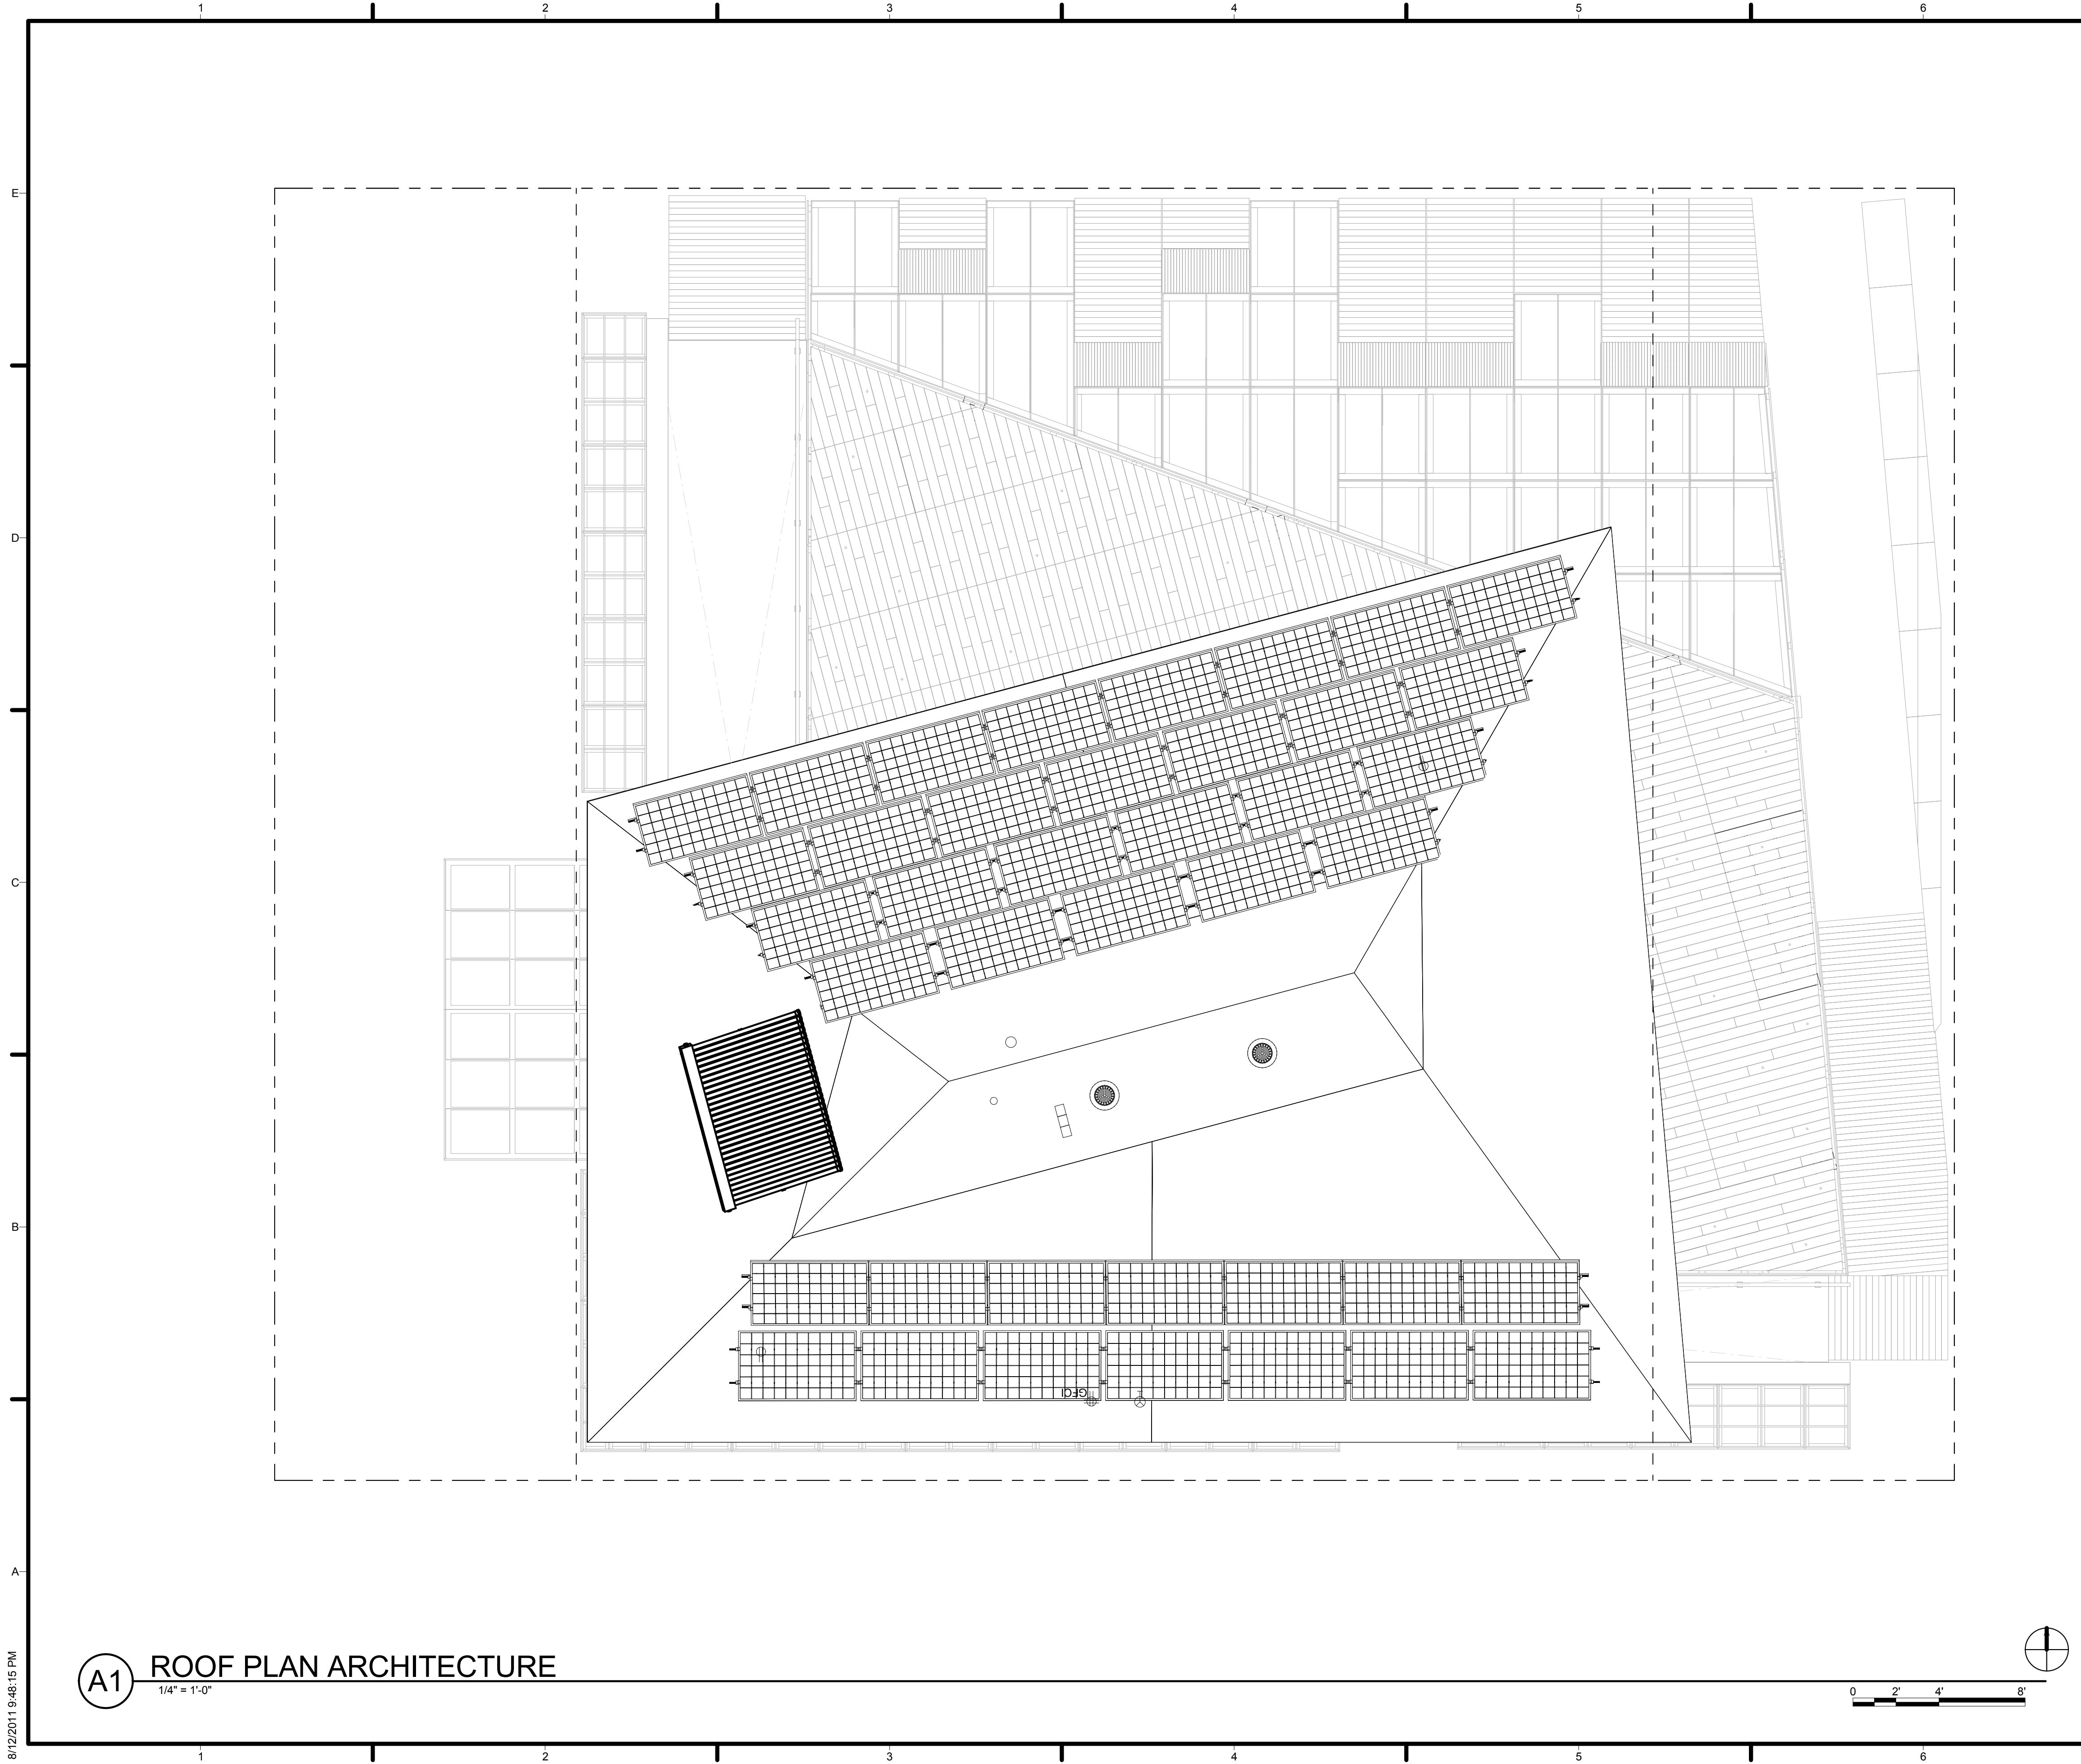 1 2 3 4 5 6
E
D
C
B
A
GFCI
A1 ROOF PLAN ARCHITECTURE
1/4" = 1'-0"
0 2' 4' 8'
8/12/2011 9:48:15 PM
1 2 3 4 5 6